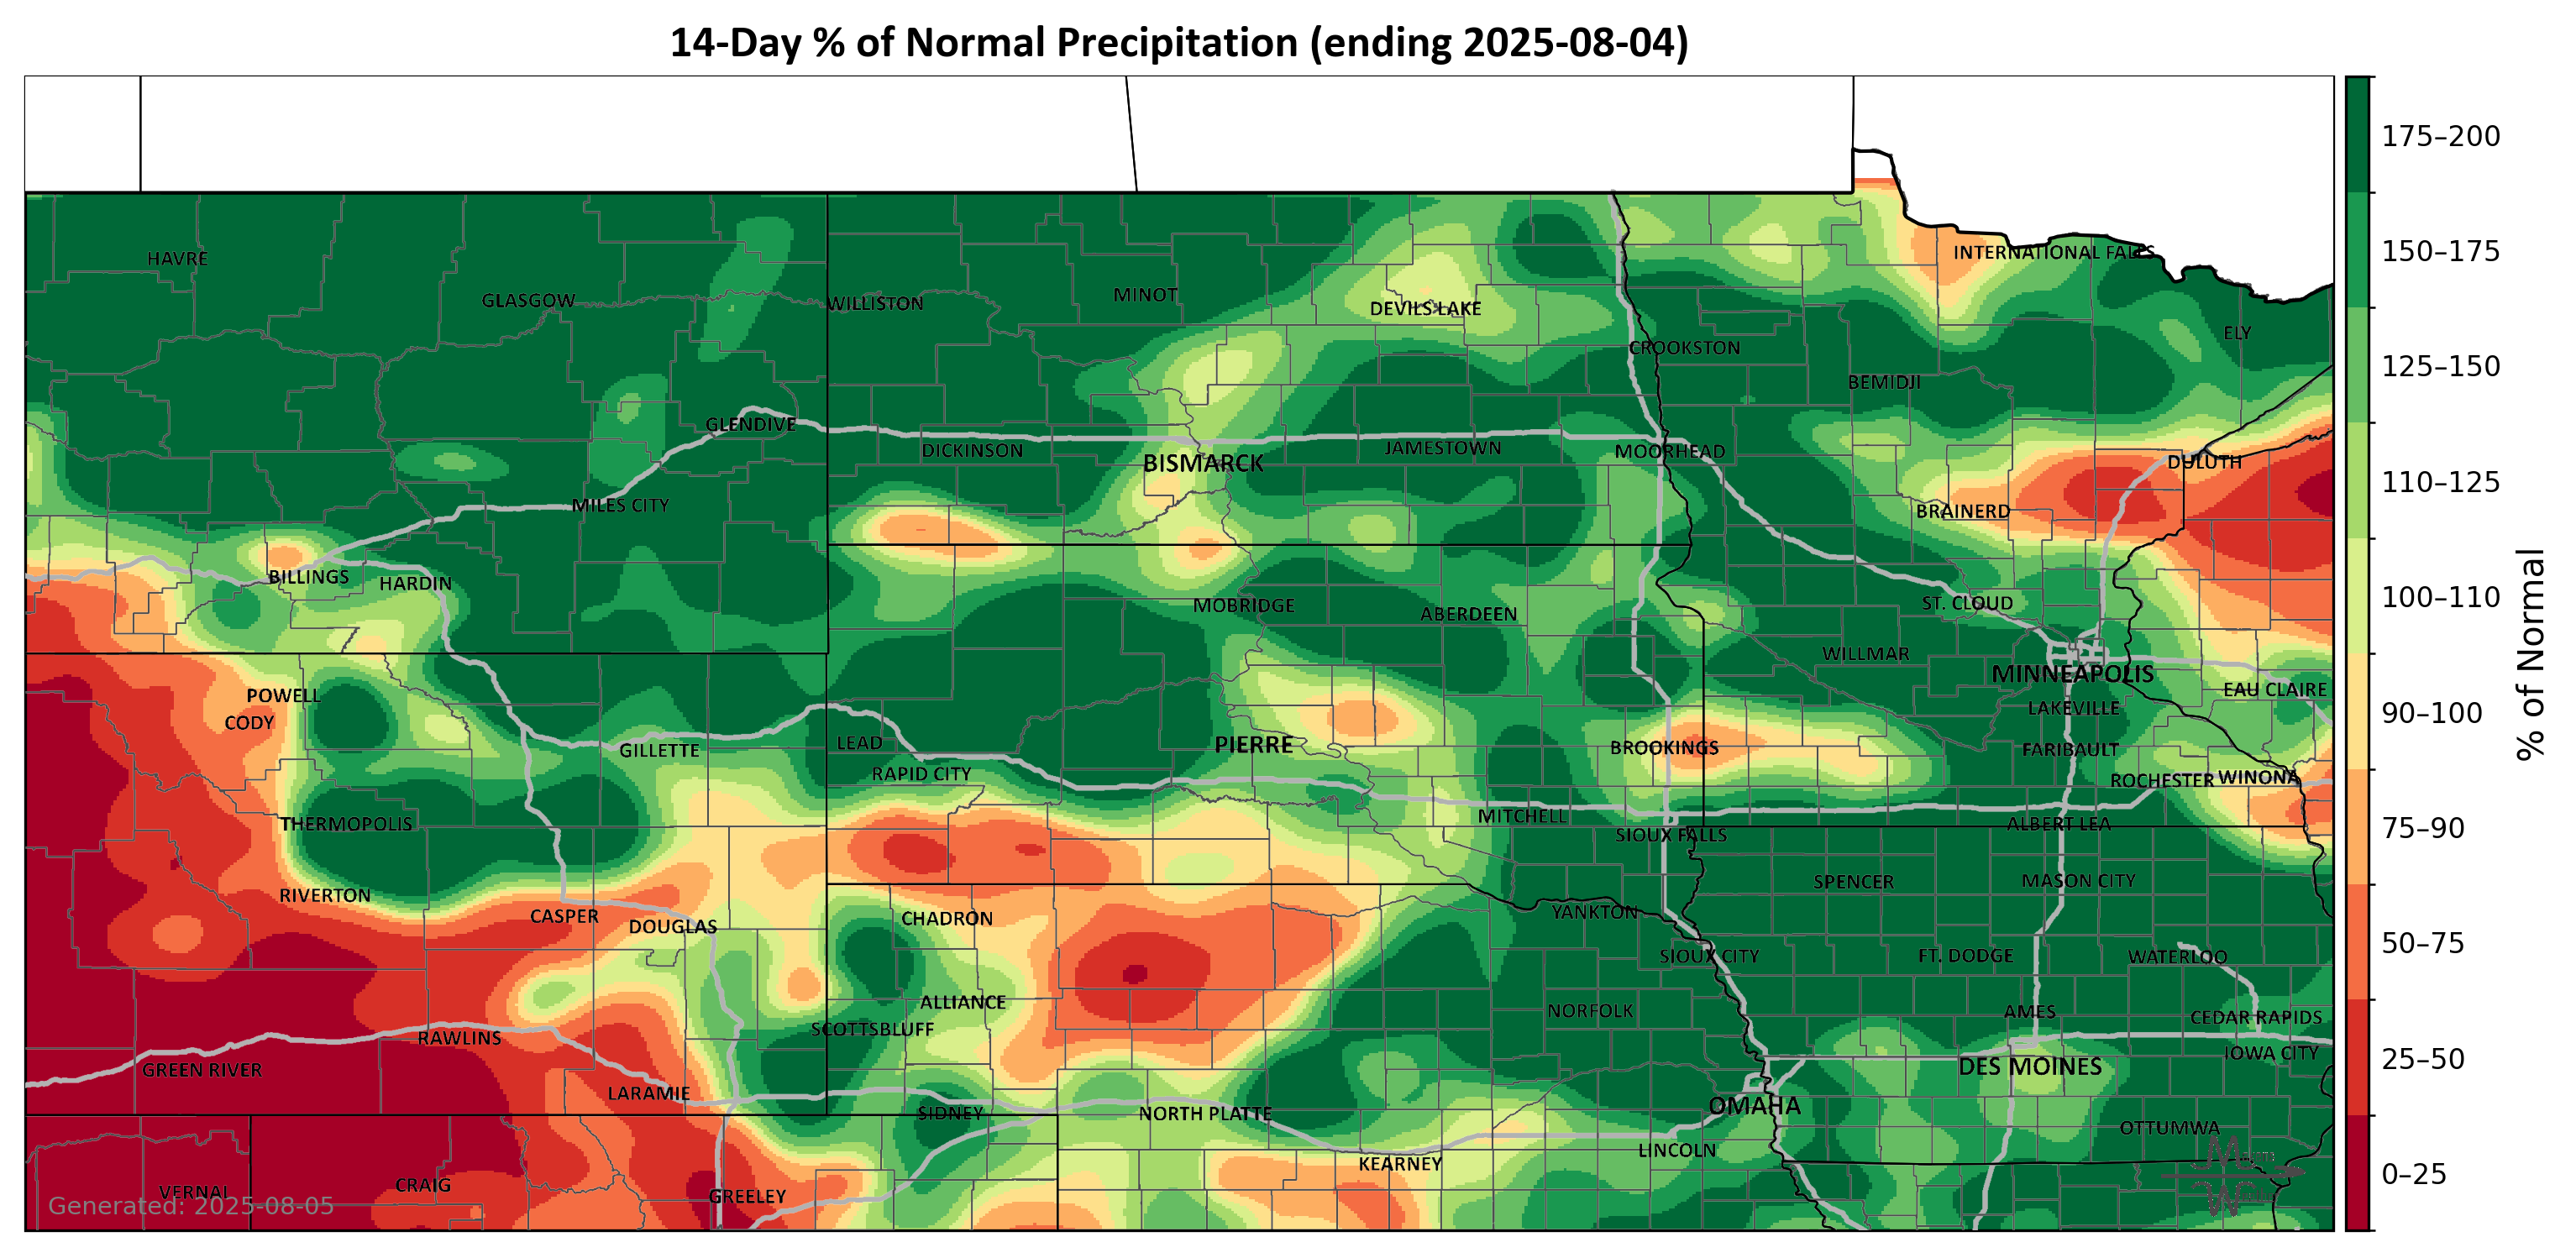 14-Day % of Normal Precipitation (ending 2025-08-04)
175–200
INTERNATIONAL FALLS
HAVRE
150–175
MINOT
GLASGOW
WILLISTON
DEVILS LAKE
ELY
CROOKSTON
125–150
BEMIDJI
GLENDIVE
DICKINSON
JAMESTOWN
MOORHEAD
BISMARCK
DULUTH
110–125
MILES CITY
BRAINERD
BILLINGS
HARDIN
100–110
ST. CLOUD
MOBRIDGE
ABERDEEN
WILLMAR
% of Normal
MINNEAPOLIS
EAU CLAIRE
POWELL
LAKEVILLE
90–100
CODY
LEAD
PIERRE
BROOKINGS
GILLETTE
FARIBAULT
RAPID CITY
ROCHESTER
WINONA
MITCHELL
THERMOPOLIS
ALBERT LEA
75–90
SIOUX FALLS
SPENCER
MASON CITY
RIVERTON
YANKTON
CASPER
CHADRON
DOUGLAS
50–75
SIOUX CITY
FT. DODGE
WATERLOO
ALLIANCE
NORFOLK
AMES
CEDAR RAPIDS
SCOTTSBLUFF
RAWLINS
IOWA CITY
25–50
GREEN RIVER
DES MOINES
LARAMIE
OMAHA
SIDNEY
NORTH PLATTE
OTTUMWA
LINCOLN
KEARNEY
0–25
CRAIG
VERNAL
GREELEY
Generated: 2025-08-05